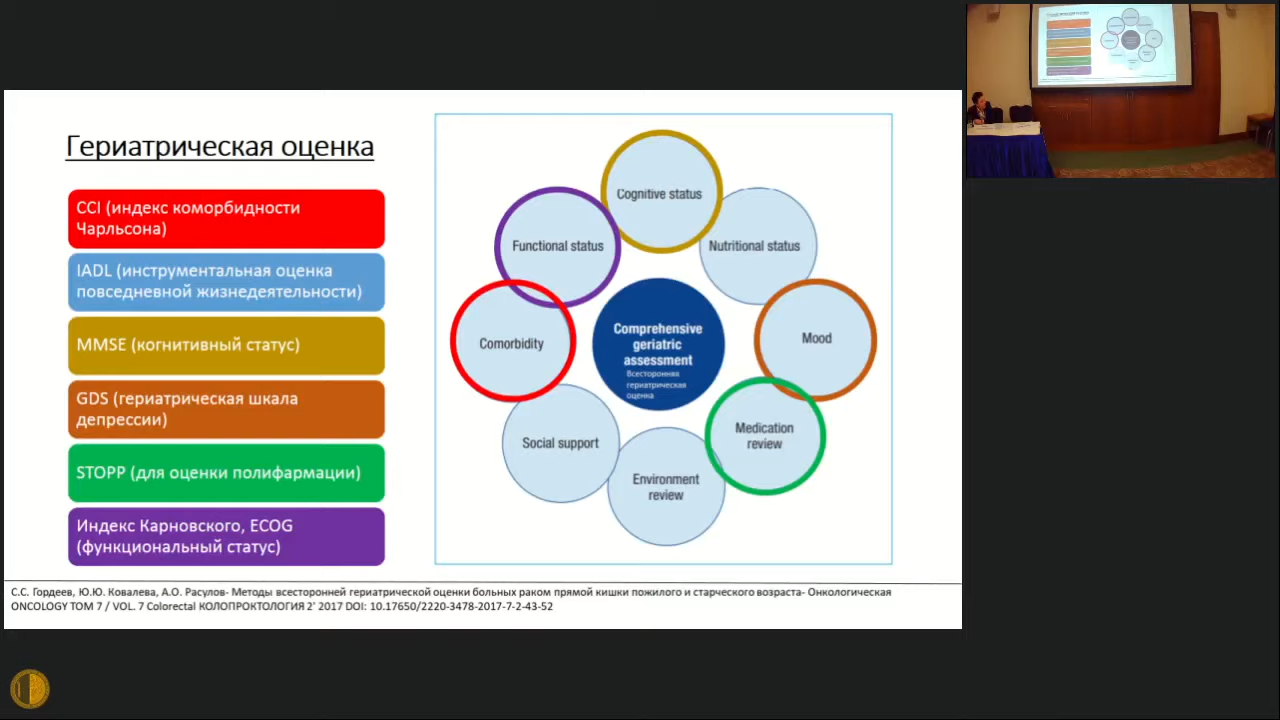 Гериатрическая оценка
CCI (индекс коморбидности
Чарльсона)
IADL (инструментальная оценка
повседневной жизнедеятельности)
MMSE (когнитивный статус)
GDS (гериатрическая шкала
депрессии)
STOPP (для оценки полифармации)
Индекс Карновского, ECOG
(функциональный статус)
Cognitive status
Functional status
Nutritional status
Comorbidity
Comprehensive
geriatric
assessment
Всесторонняя
гериатрическая
оценка
Mood
Social support
Medication
review
Environment
review
С.С. Гордеев, Ю.Ю. Ковалева, А.О. Расулов- Методы всесторонней гериатрической оценки больных раком прямой кишки пожилого и старческого возраста- Онкологическая
ONCOLOGY ТОМ 7 / VOL. 7 Colorectal КОЛОПРОКТОЛОГИЯ 2’ 2017 DOI: 10.17650/2220-3478-2017-7-2-43-52